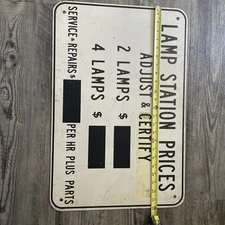 LAMP STATION PRICES
ADJUST & CERTIFY
2 LAMPS $
4 LAMPS $
SERVICE & REPAIRS $ PER HR PLUS PARTS